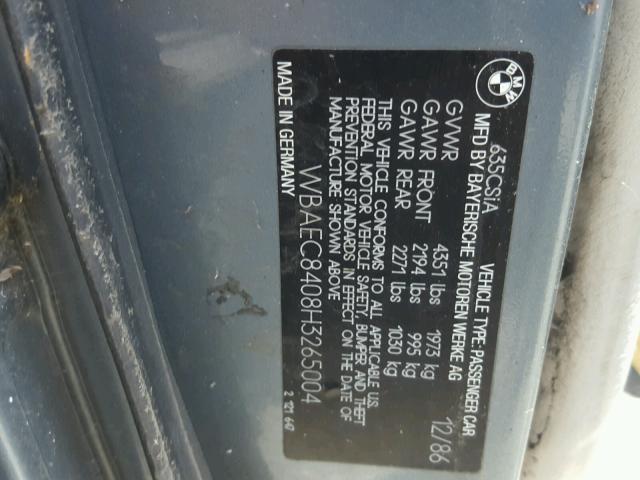 BMW
635CSiA VEHICLE TYPE:PASSENGER CAR
MFD BY BAYERISCHE MOTOREN WERKE AG 12/86
GVWR 4351 lbs 1973 kg
GAWR FRONT 2194 lbs 995 kg
GAWR REAR 2271 lbs 1030 kg
THIS VEHICLE CONFORMS TO ALL APPLICABLE U.S.
FEDERAL MOTOR VEHICLE SAFETY, BUMPER AND THEFT
PREVENTION STANDARDS IN EFFECT ON THE DATE OF
MANUFACTURE SHOWN ABOVE
WBAEC8408H3265004
MADE IN GERMANY 2 121 640